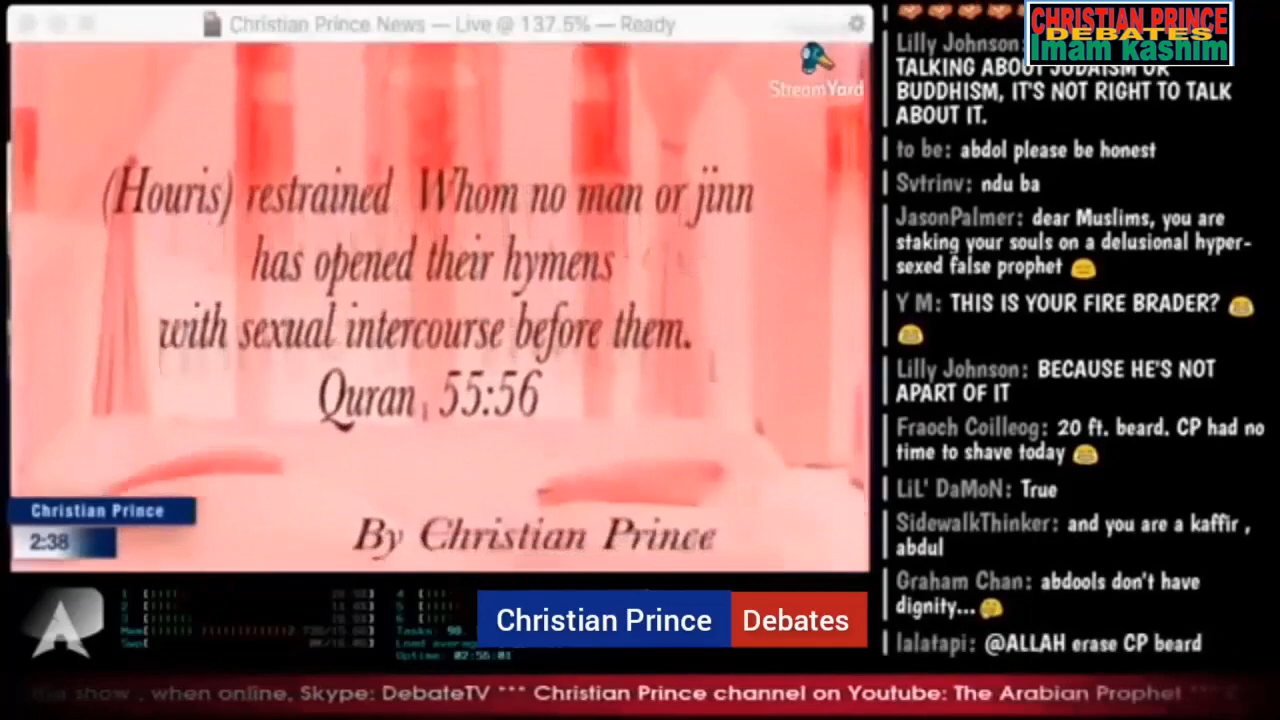 Christian Prince News — Live @ 137.5% — Ready
StreamYard
(Houris) restrained Whom no man or jinn
has opened their hymens
with sexual intercourse before them.
Quran, 55:56
By Christian Prince
Christian Prince
2:38
Christian Prince Debates
Tasks: 98.
Uptime: 02:56:01
CHRISTIAN PRINCE
DEBATES
Imam kashim
Lilly Johnson:
TALKING ABOUT JUDAISM OR
BUDDHISM, IT'S NOT RIGHT TO TALK
ABOUT IT.
to be: abdol please be honest
Svtrinv: ndu ba
JasonPalmer: dear Muslims, you are
staking your souls on a delusional hyper-
sexed false prophet 😑
Y M: THIS IS YOUR FIRE BRADER? 😂
😂
Lilly Johnson: BECAUSE HE'S NOT
APART OF IT
Fraoch Coilleog: 20 ft. beard. CP had no
time to shave today 😂
LiL' DaMoN: True
SidewalkThinker: and you are a kaffir ,
abdul
Graham Chan: abdools don't have
dignity...🤔
lalatapi: @ALLAH erase CP beard
show , when online, Skype: DebateTV *** Christian Prince channel on Youtube: The Arabian Prophet ***